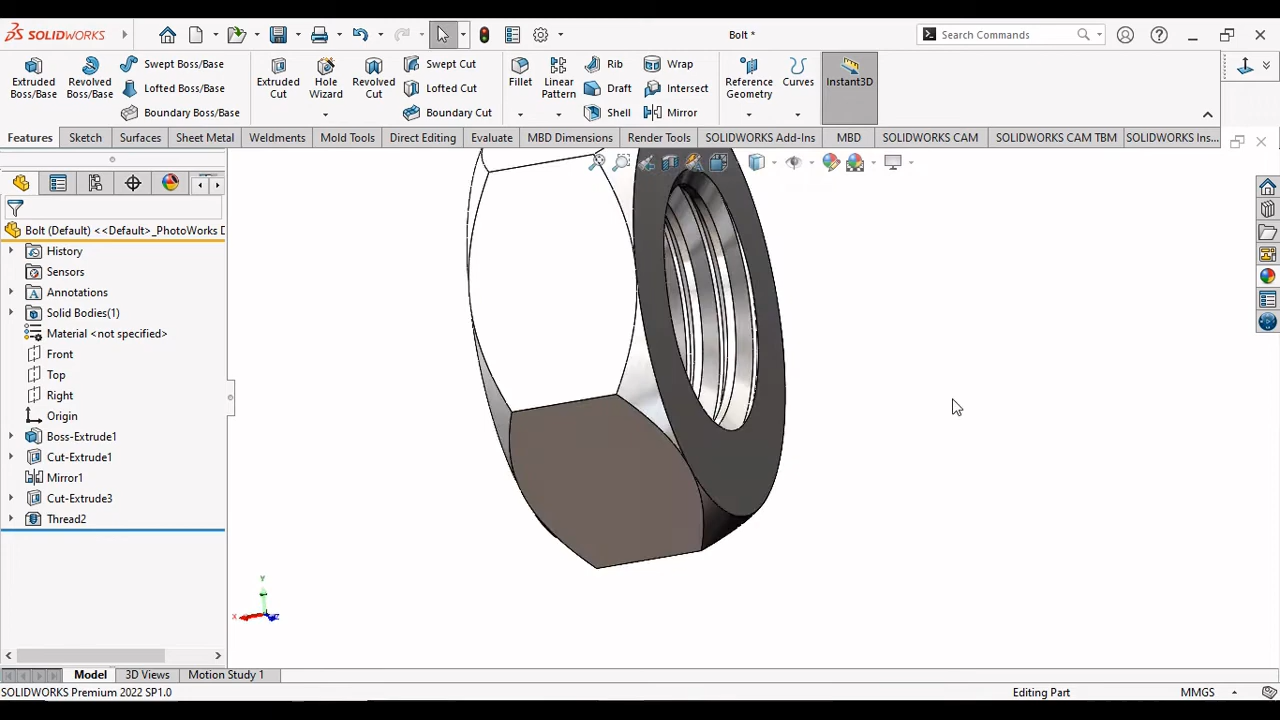 SOLIDWORKS
Bolt *
Search Commands
Extruded Boss/Base
Revolved Boss/Base
Swept Boss/Base
Lofted Boss/Base
Boundary Boss/Base
Extruded Cut
Hole Wizard
Revolved Cut
Swept Cut
Lofted Cut
Boundary Cut
Fillet
Linear Pattern
Rib
Draft
Shell
Wrap
Intersect
Mirror
Reference Geometry
Curves
Instant3D
Features
Sketch
Surfaces
Sheet Metal
Weldments
Mold Tools
Direct Editing
Evaluate
MBD Dimensions
Render Tools
SOLIDWORKS Add-Ins
MBD
SOLIDWORKS CAM
SOLIDWORKS CAM TBM
SOLIDWORKS Ins...
Bolt (Default) <<Default>_PhotoWorks D
History
Sensors
Annotations
Solid Bodies(1)
Material <not specified>
Front
Top
Right
Origin
Boss-Extrude1
Cut-Extrude1
Mirror1
Cut-Extrude3
Thread2
Y
X
Z
Model
3D Views
Motion Study 1
SOLIDWORKS Premium 2022 SP1.0
Editing Part
MMGS